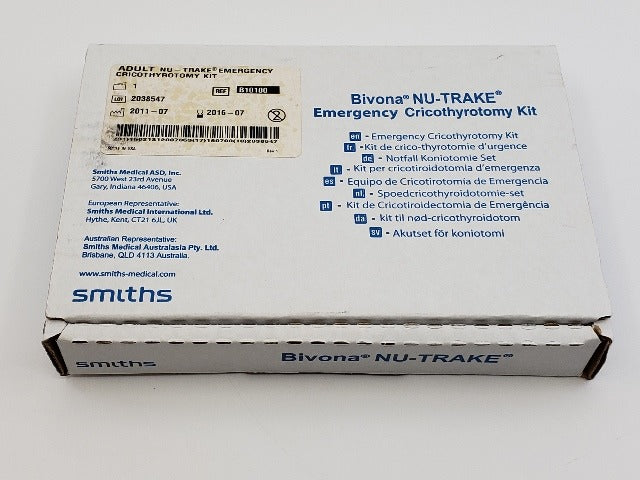 ADULT NU-TRAKE® EMERGENCY
CRICOTHYROTOMY KIT
1
REF B10100
LOT 2038547
2011-07 2016-07
MADE IN USA
Smiths Medical ASD, Inc.
5700 West 23rd Avenue
Gary, Indiana 46406, USA
European Representative:
Smiths Medical International Ltd.
Hythe, Kent, CT21 6JL, UK
Australian Representative:
Smiths Medical Australasia Pty. Ltd.
Brisbane, QLD 4113 Australia.
www.smiths-medical.com
smiths
Bivona® NU-TRAKE®
Emergency Cricothyrotomy Kit
en - Emergency Cricothyrotomy Kit
fr - Kit de crico-thyrotomie d'urgence
de - Notfall Koniotomie Set
it - Kit per cricotiroidotomia d'emergenza
es - Equipo de Cricotirotomia de Emergencia
nl - Spoedcricothyroidotomie-set
pt - Kit de Cricotiroidectomia de Emergência
da - kit til nød-cricothyroidotom
sv - Akutset för koniotomi
smiths
Bivona® NU-TRAKE®